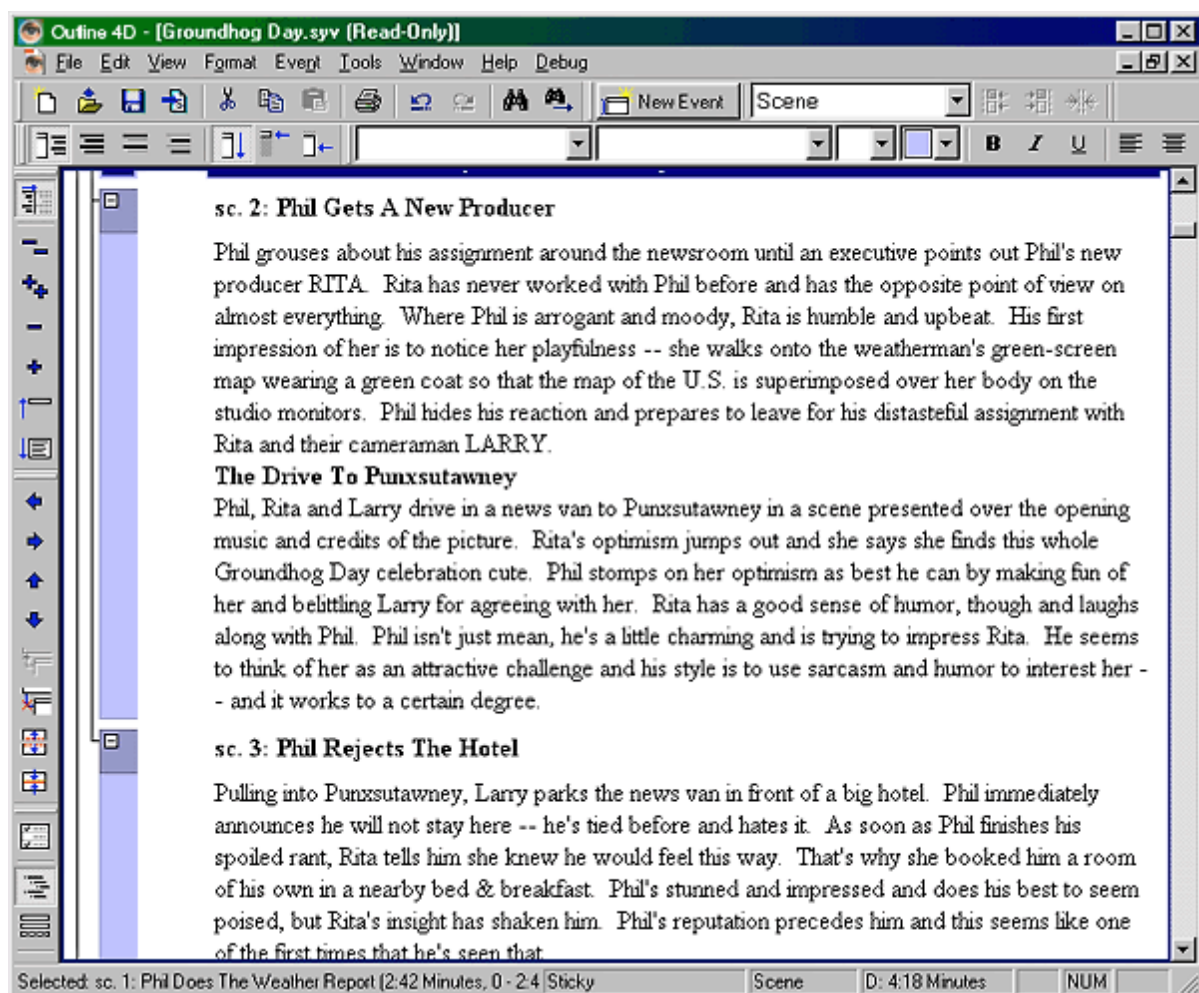 Outline 4D - [Groundhog Day.syv (Read-Only)]
File Edit View Format Event Tools Window Help Debug
New Event Scene
B I U
sc. 2: Phil Gets A New Producer
Phil grouses about his assignment around the newsroom until an executive points out Phil's new
producer RITA. Rita has never worked with Phil before and has the opposite point of view on
almost everything. Where Phil is arrogant and moody, Rita is humble and upbeat. His first
impression of her is to notice her playfulness -- she walks onto the weatherman's green-screen
map wearing a green coat so that the map of the U.S. is superimposed over her body on the
studio monitors. Phil hides his reaction and prepares to leave for his distasteful assignment with
Rita and their cameraman LARRY.
The Drive To Punxsutawney
Phil, Rita and Larry drive in a news van to Punxsutawney in a scene presented over the opening
music and credits of the picture. Rita's optimism jumps out and she says she finds this whole
Groundhog Day celebration cute. Phil stomps on her optimism as best he can by making fun of
her and belittling Larry for agreeing with her. Rita has a good sense of humor, though and laughs
along with Phil. Phil isn't just mean, he's a little charming and is trying to impress Rita. He seems
to think of her as an attractive challenge and his style is to use sarcasm and humor to interest her -
- and it works to a certain degree.
sc. 3: Phil Rejects The Hotel
Pulling into Punxsutawney, Larry parks the news van in front of a big hotel. Phil immediately
announces he will not stay here -- he's tied before and hates it. As soon as Phil finishes his
spoiled rant, Rita tells him she knew he would feel this way. That's why she booked him a room
of his own in a nearby bed & breakfast. Phil's stunned and impressed and does his best to seem
poised, but Rita's insight has shaken him. Phil's reputation precedes him and this seems like one
of the first times that he's seen that
Selected: sc. 1: Phil Does The Weather Report (2:42 Minutes, 0 - 2:4 Sticky Scene D: 4:18 Minutes NUM